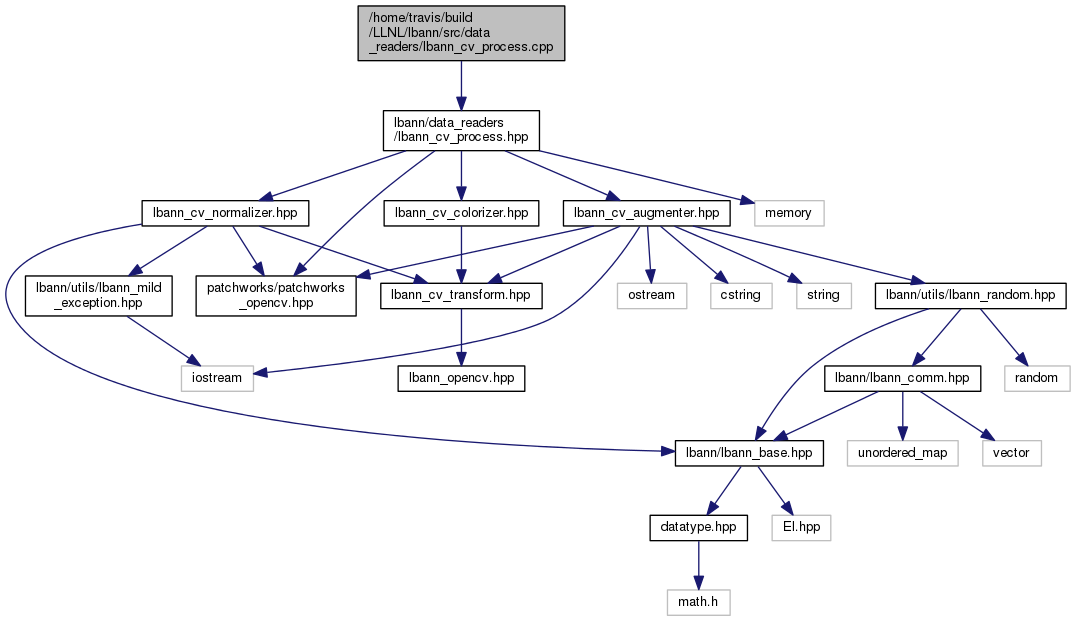 /home/travis/build
/LLNL/lbann/src/data
_readers/lbann_cv_process.cpp
lbann/data_readers
/lbann_cv_process.hpp
lbann_cv_normalizer.hpp
lbann_cv_colorizer.hpp
lbann_cv_augmenter.hpp
memory
lbann/utils/lbann_mild
_exception.hpp
patchworks/patchworks
_opencv.hpp
lbann_cv_transform.hpp
ostream
cstring
string
lbann/utils/lbann_random.hpp
iostream
lbann_opencv.hpp
lbann/lbann_comm.hpp
random
lbann/lbann_base.hpp
unordered_map
vector
datatype.hpp
El.hpp
math.h